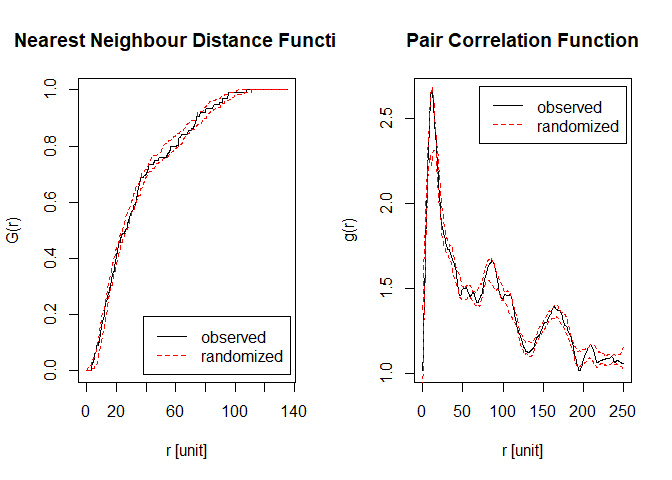 Nearest Neighbour Distance Functi
G(r)
1.0
0.8
0.6
0.4
0.2
0.0
observed
randomized
0 20 60 100 140
r [unit]
Pair Correlation Function
g(r)
2.5
2.0
1.5
1.0
observed
randomized
0 50 100 150 200 250
r [unit]